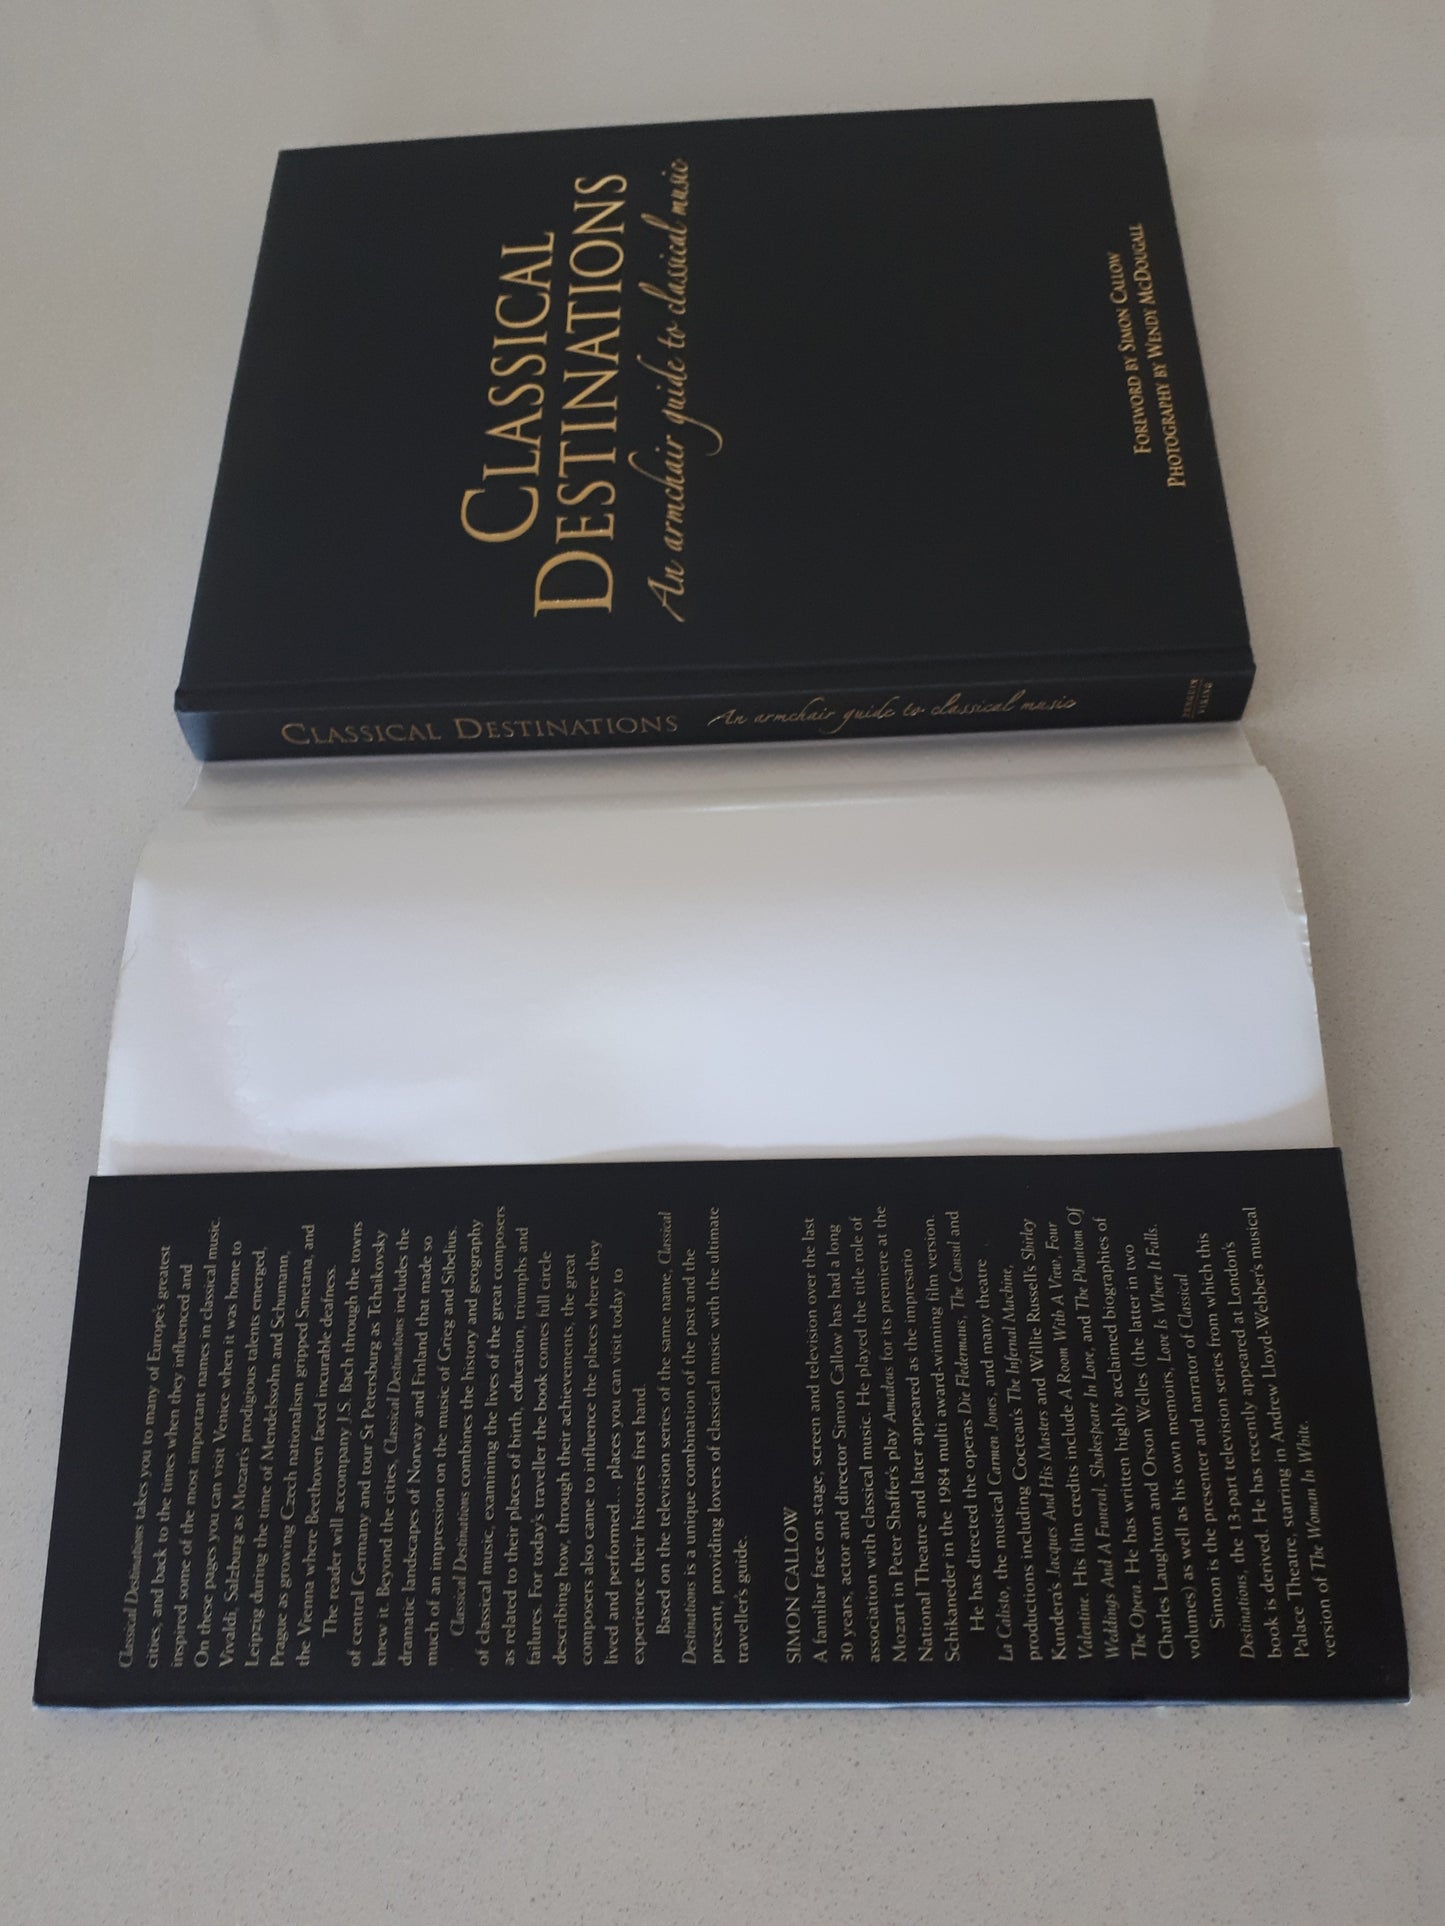 CLASSICAL
DESTINATIONS
An armchair guide to classical music
FOREWORD BY SIMON CALLOW
PHOTOGRAPHY BY WENDY MCDOUGALL
CLASSICAL DESTINATIONS An armchair guide to classical music
PENGUIN
VIKING
Classical Destinations takes you to many of Europe's greatest
cities, and back to the times when they influenced and
inspired some of the most important names in classical music.
On these pages you can visit Venice when it was home to
Vivaldi, Salzburg as Mozart's prodigious talents emerged,
Leipzig during the time of Mendelssohn and Schumann,
Prague as growing Czech nationalism gripped Smetana, and
the Vienna where Beethoven faced incurable deafness.
The reader will accompany J.S. Bach through the towns
of central Germany and tour St Petersburg as Tchaikovsky
knew it. Beyond the cities, Classical Destinations includes the
dramatic landscapes of Norway and Finland that made so
much of an impression on the music of Grieg and Sibelius.
Classical Destinations combines the history and geography
of classical music, examining the lives of the great composers
as related to their places of birth, education, triumphs and
failures. For today's traveller the book comes full circle
describing how, through their achievements, the great
composers also came to influence the places where they
lived and performed... places you can visit today to
experience their histories first hand.
Based on the television series of the same name, Classical
Destinations is a unique combination of the past and the
present, providing lovers of classical music with the ultimate
traveller's guide.
SIMON CALLOW
A familiar face on stage, screen and television over the last
30 years, actor and director Simon Callow has had a long
association with classical music. He played the title role of
Mozart in Peter Shaffer's play Amadeus for its premiere at the
National Theatre and later appeared as the impresario
Schikaneder in the 1984 multi award-winning film version.
He has directed the operas Die Fledermaus, The Consul and
La Calisto, the musical Carmen Jones, and many theatre
productions including Cocteau's The Infernal Machine,
Kundera's Jacques And His Masters and Willie Russell's Shirley
Valentine. His film credits include A Room With A View, Four
Weddings And A Funeral, Shakespeare In Love, and The Phantom Of
The Opera. He has writen highly acclaimed biographies of
Charles Laughton and Orson Welles (the later in two
volumes) as well as his own memoirs, Love Is Where It Falls.
Simon is the presenter and narrator of Classical
Destinations, the 13-part television series from which this
book is derived. He has recently appeared at London's
Palace Theatre, starring in Andrew Lloyd-Webber's musical
version of The Woman In White.